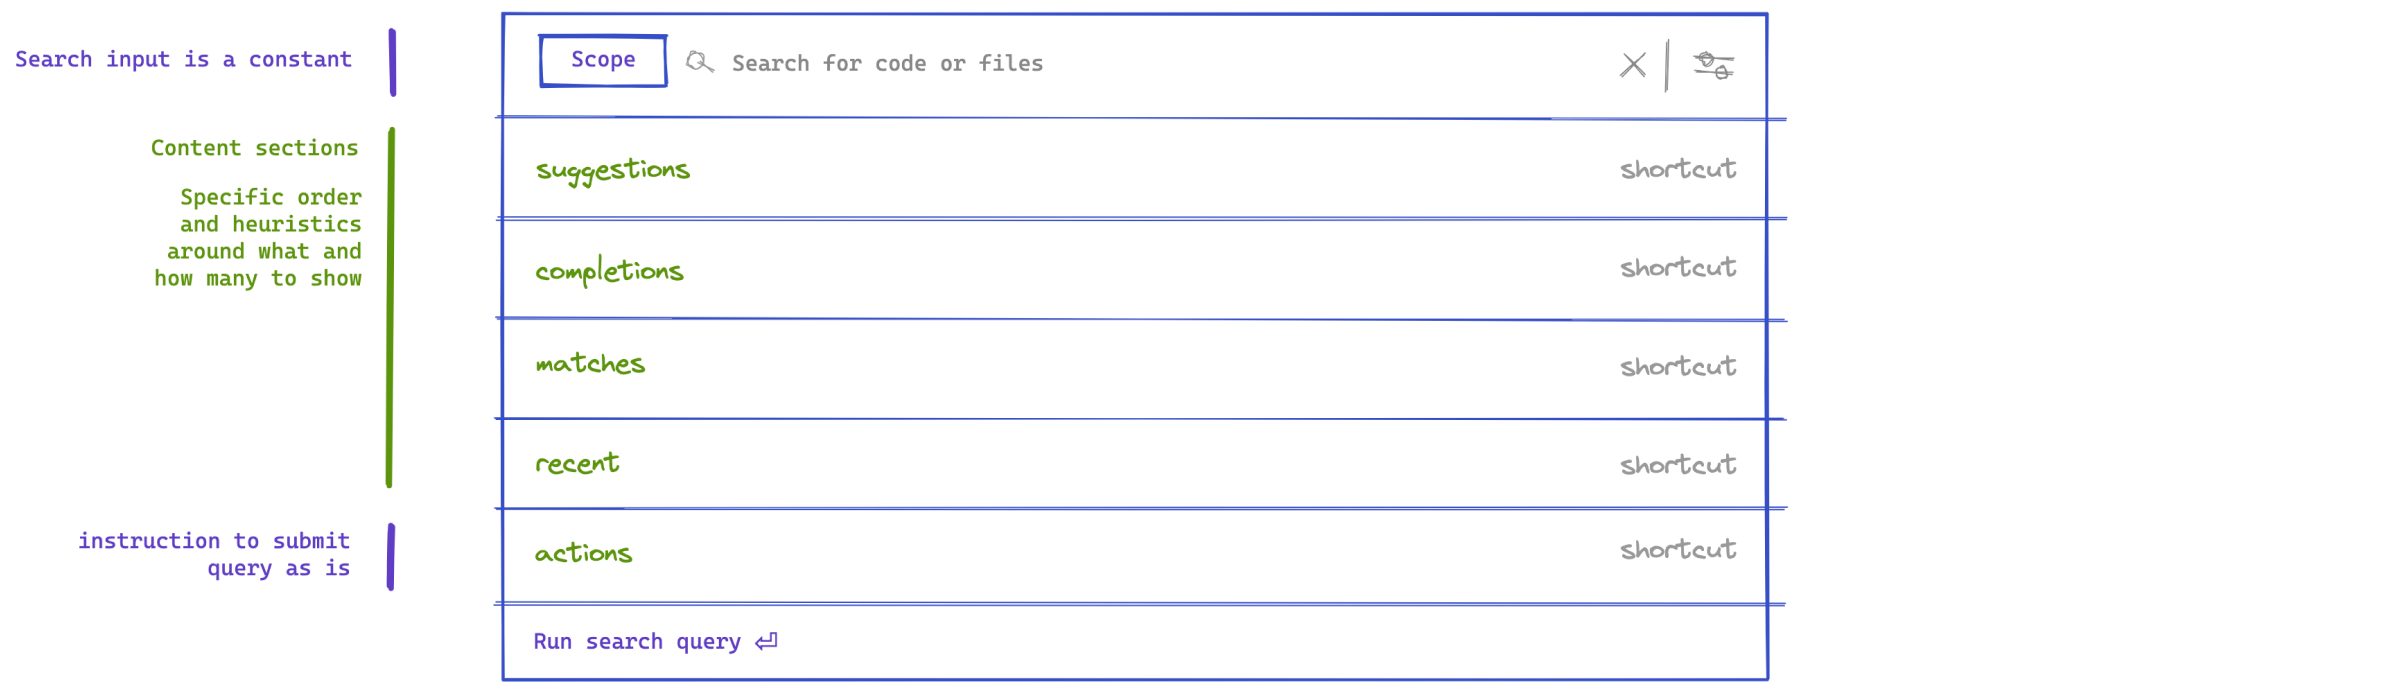 Search input is a constant
Scope
Search for code or files
Content sections
Specific order
and heuristics
around what and
how many to show
suggestions
shortcut
completions
shortcut
matches
shortcut
recent
shortcut
instruction to submit
query as is
actions
shortcut
Run search query ⏎